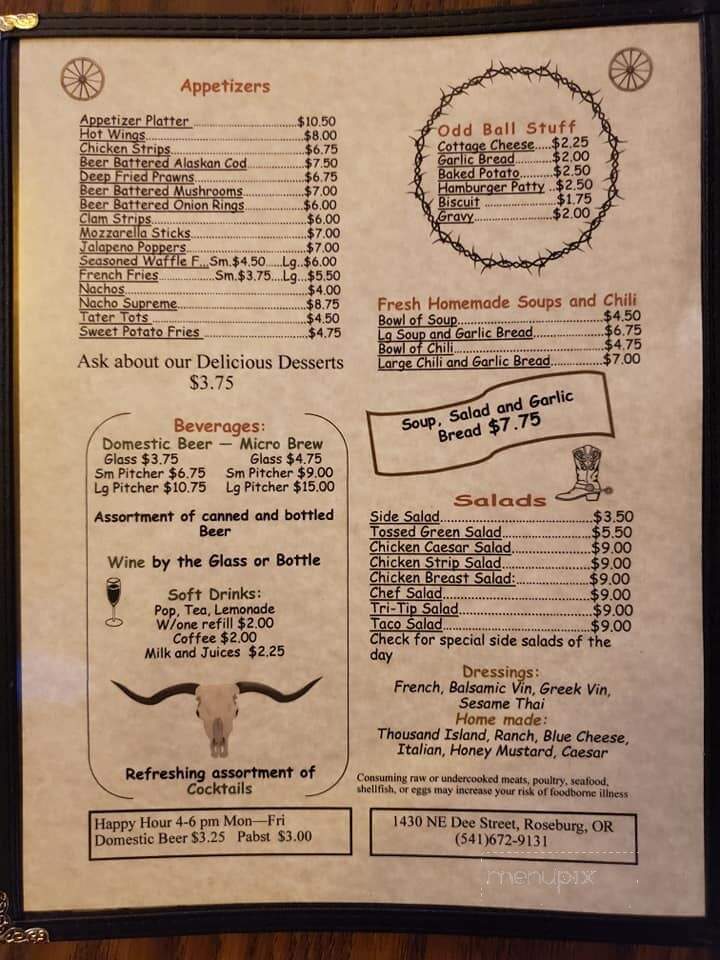 Appetizers
Appetizer Platter ........................$10.50
Hot Wings....................................$8.00
Chicken Strips..............................$6.75
Beer Battered Alaskan Cod............$7.50
Deep Fried Prawns........................$6.75
Beer Battered Mushrooms.............$7.00
Beer Battered Onion Rings............$6.00
Clam Strips...................................$6.00
Mozzarella Sticks..........................$7.00
Jalapeno Poppers..........................$7.00
Seasoned Waffle F...Sm.$4.50....Lg..$6.00
French Fries..............Sm.$3.75...Lg...$5.50
Nachos..........................................$4.00
Nacho Supreme..............................$8.75
Tater Tots ....................................$4.50
Sweet Potato Fries ........................$4.75
Ask about our Delicious Desserts
$3.75
Beverages:
Domestic Beer — Micro Brew
Glass $3.75 Glass $4.75
Sm Pitcher $6.75 Sm Pitcher $9.00
Lg Pitcher $10.75 Lg Pitcher $15.00
Assortment of canned and bottled
Beer
Wine by the Glass or Bottle
Soft Drinks:
Pop, Tea, Lemonade
W/one refill $2.00
Coffee $2.00
Milk and Juices $2.25
Refreshing assortment of
Cocktails
Happy Hour 4-6 pm Mon—Fri
Domestic Beer $3.25 Pabst $3.00
Odd Ball Stuff
Cottage Cheese.....$2.25
Garlic Bread.........$2.00
Baked Potato........$2.50
Hamburger Patty ..$2.50
Biscuit ..................$1.75
Gravy....................$2.00
Fresh Homemade Soups and Chili
Bowl of Soup....................................$4.50
Lg Soup and Garlic Bread..................$6.75
Bowl of Chili.....................................$4.75
Large Chili and Garlic Bread.............$7.00
Soup, Salad and Garlic
Bread $7.75
Salads
Side Salad......................................$3.50
Tossed Green Salad.......................$5.50
Chicken Caesar Salad.....................$9.00
Chicken Strip Salad.......................$9.00
Chicken Breast Salad:....................$9.00
Chef Salad.....................................$9.00
Tri-Tip Salad.................................$9.00
Taco Salad.....................................$9.00
Check for special side salads of the
day
Dressings:
French, Balsamic Vin, Greek Vin,
Sesame Thai
Home made:
Thousand Island, Ranch, Blue Cheese,
Italian, Honey Mustard, Caesar
Consuming raw or undercooked meats, poultry, seafood,
shellfish, or eggs may increase your risk of foodborne illness
1430 NE Dee Street, Roseburg, OR
(541)672-9131
menupix